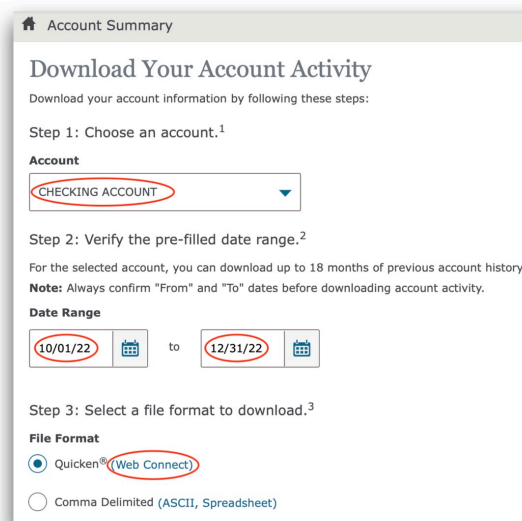 Account Summary
Download Your Account Activity
Download your account information by following these steps:
Step 1: Choose an account.1
Account
CHECKING ACCOUNT
Step 2: Verify the pre-filled date range.2
For the selected account, you can download up to 18 months of previous account history
Note: Always confirm "From" and "To" dates before downloading account activity.
Date Range
10/01/22 to 12/31/22
Step 3: Select a file format to download.3
File Format
Quicken® (Web Connect)
Comma Delimited (ASCII, Spreadsheet)